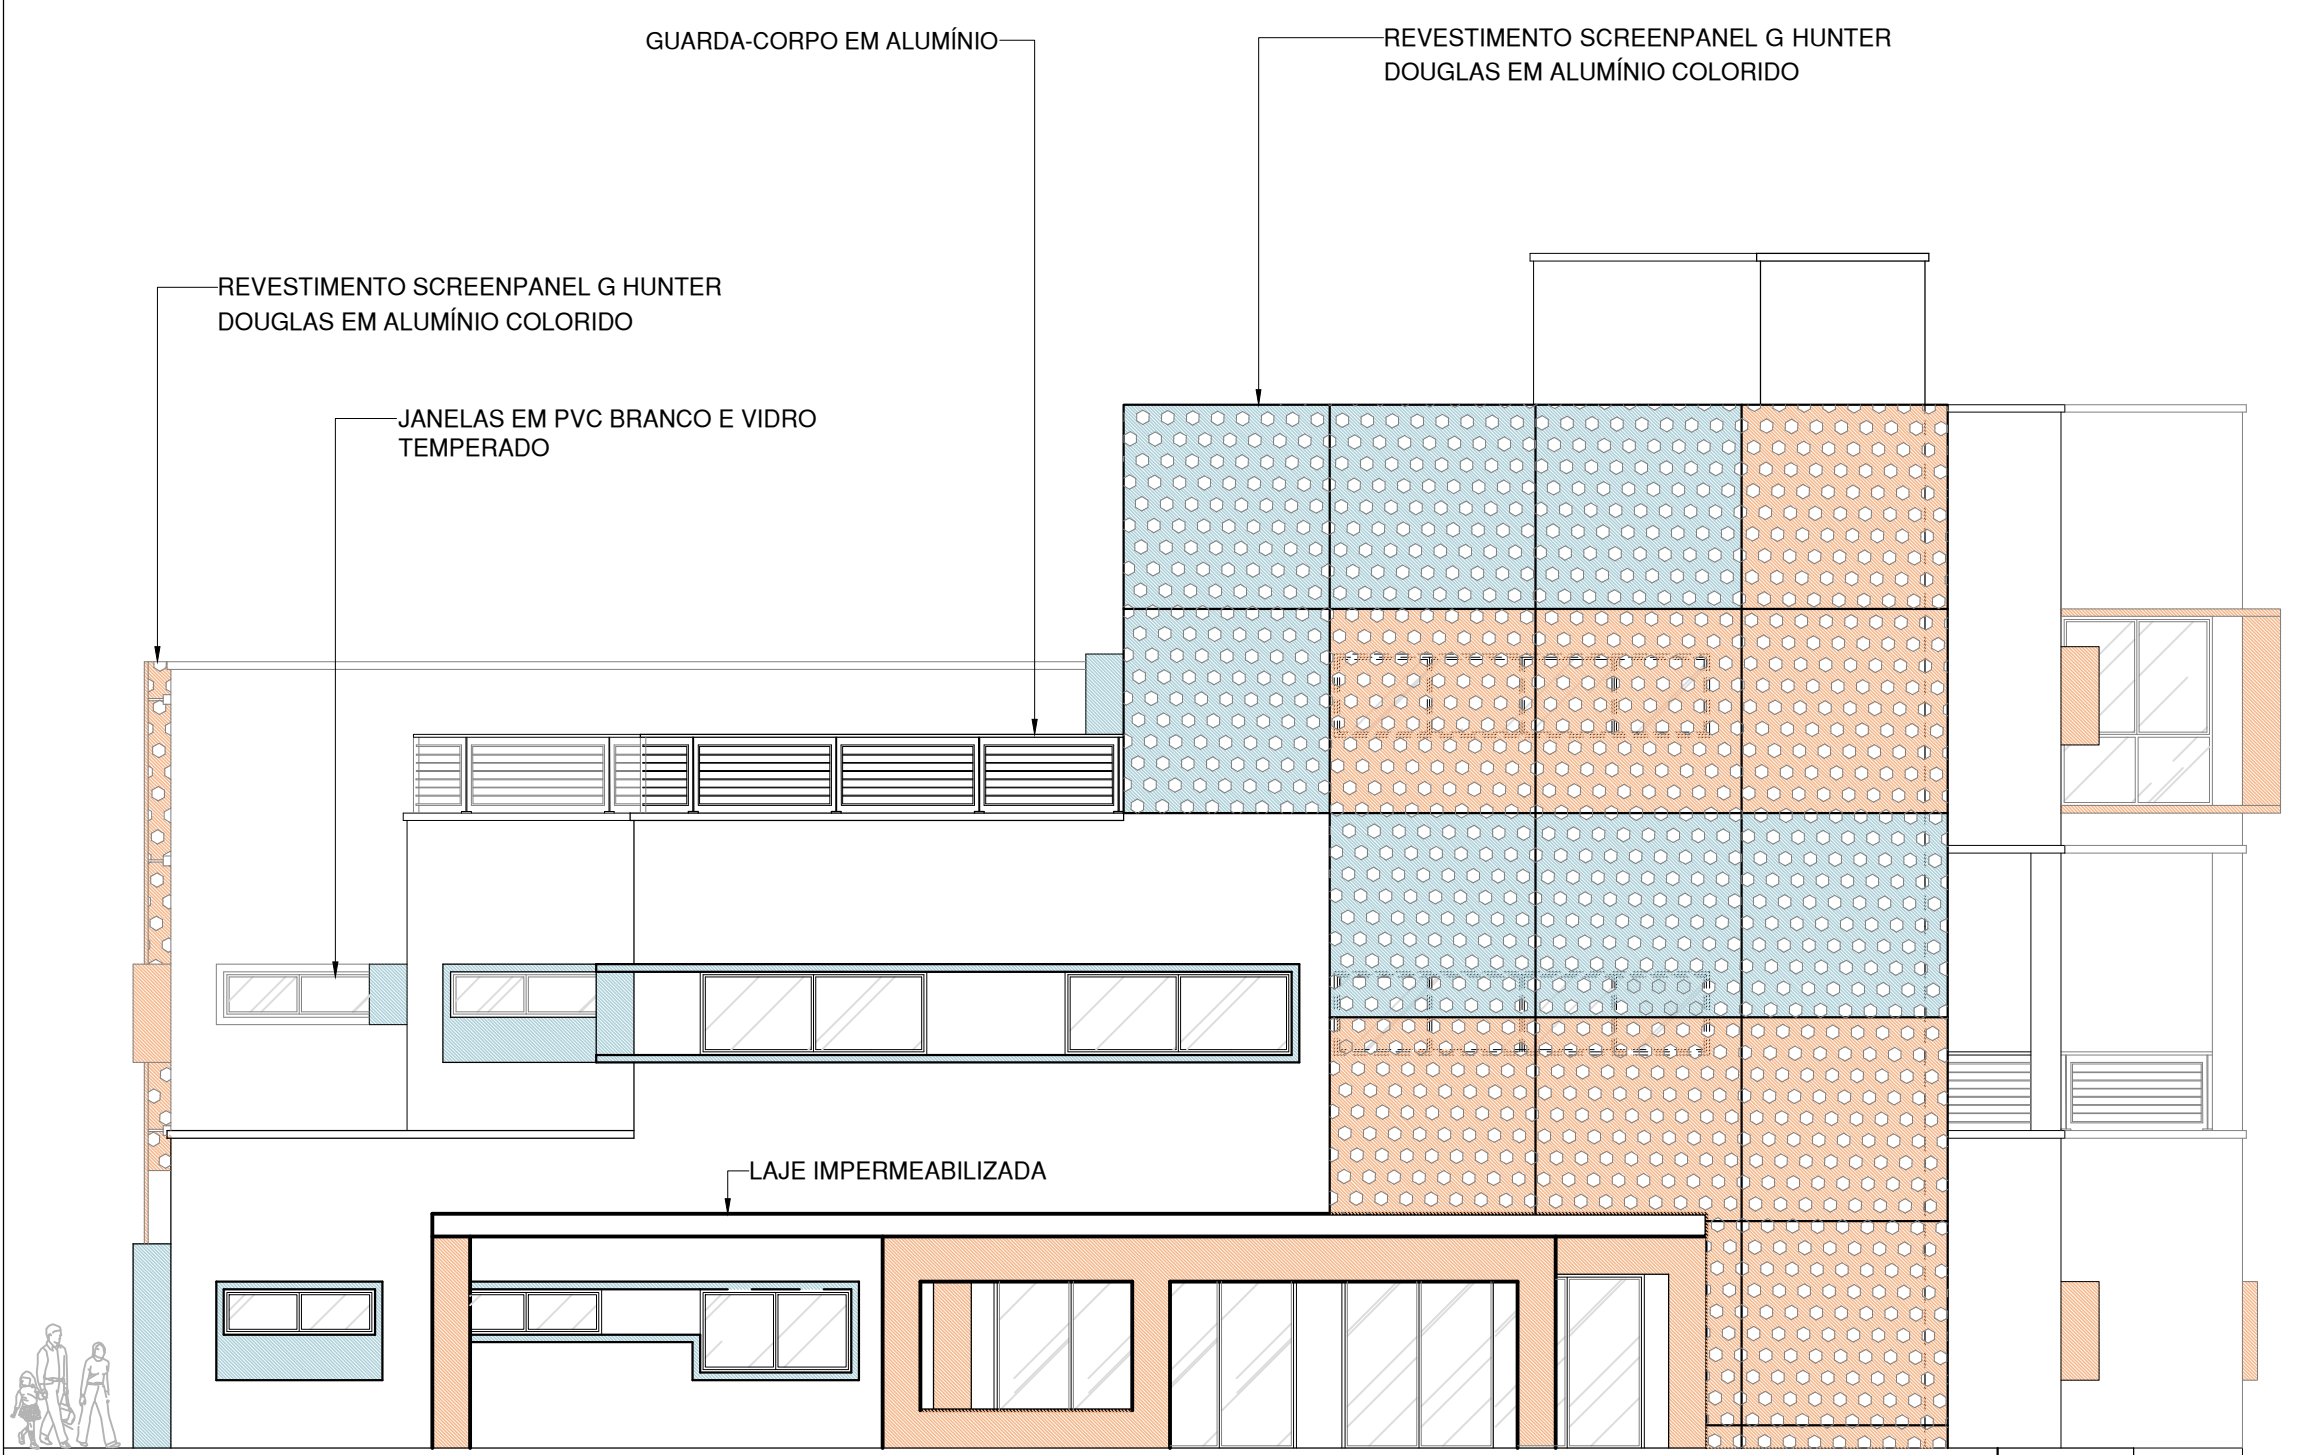 GUARDA-CORPO EM ALUMÍNIO
REVESTIMENTO SCREENPANEL G HUNTER
DOUGLAS EM ALUMÍNIO COLORIDO
REVESTIMENTO SCREENPANEL G HUNTER
DOUGLAS EM ALUMÍNIO COLORIDO
JANELAS EM PVC BRANCO E VIDRO
TEMPERADO
LAJE IMPERMEABILIZADA